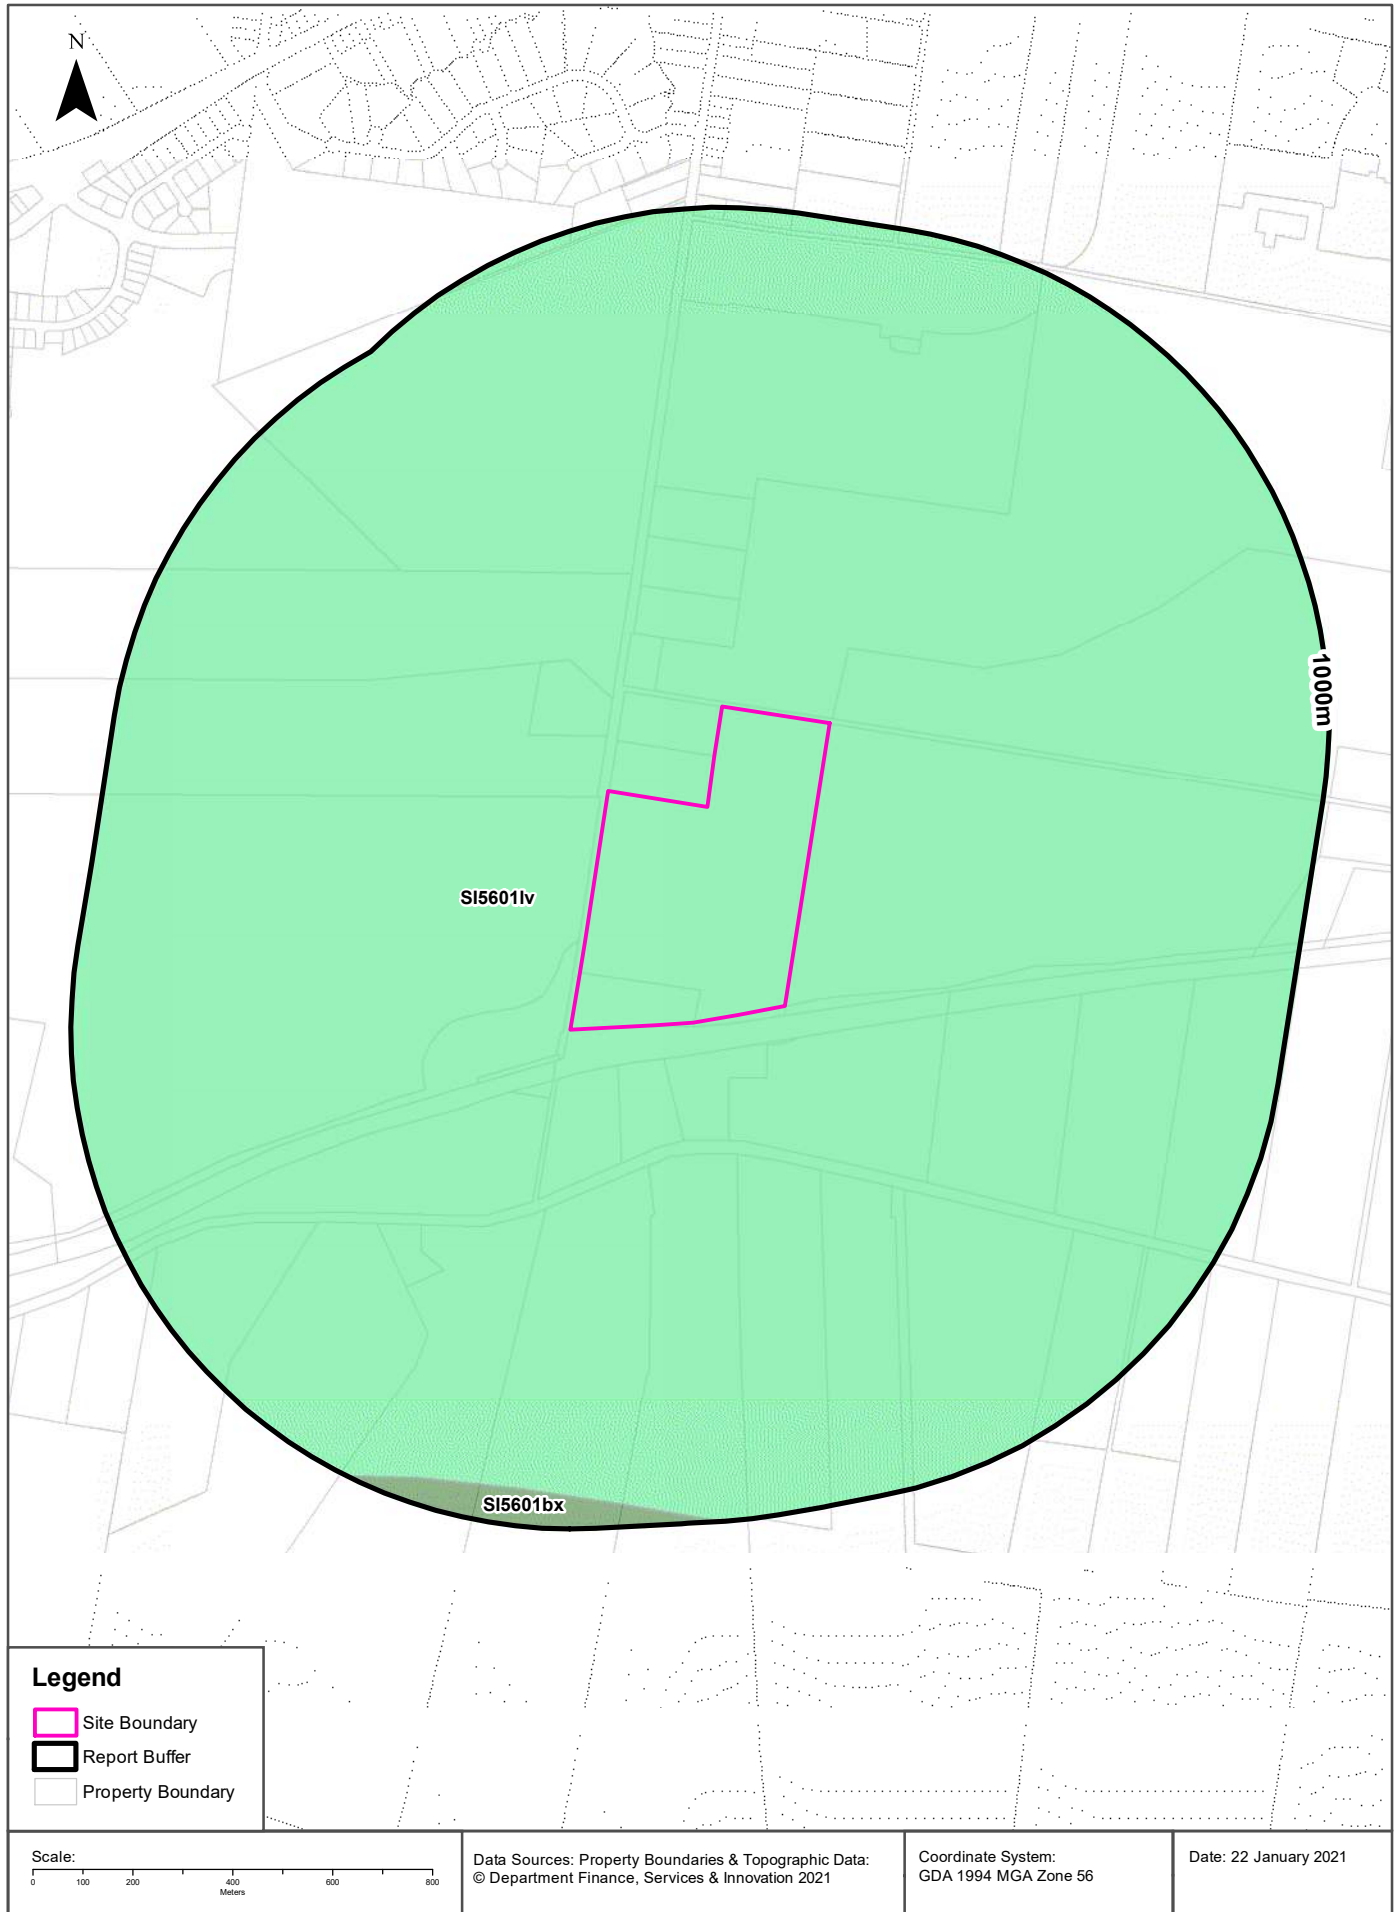 N
1000m
SI5601lv
SI5601bx
Legend
Site Boundary
Report Buffer
Property Boundary
Scale:
0 100 200 400 600 800
Meters
Data Sources: Property Boundaries & Topographic Data:
© Department Finance, Services & Innovation 2021
Coordinate System:
GDA 1994 MGA Zone 56
Date: 22 January 2021